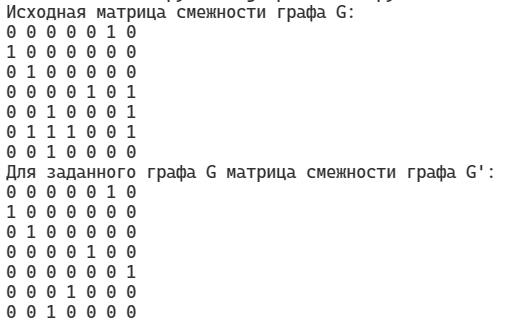 Исходная матрица смежности графа G:
0 0 0 0 0 1 0
1 0 0 0 0 0 0
0 1 0 0 0 0 0
0 0 0 0 1 0 1
0 0 1 0 0 0 1
0 1 1 1 0 0 1
0 0 1 0 0 0 0
Для заданного графа G матрица смежности графа G':
0 0 0 0 0 1 0
1 0 0 0 0 0 0
0 1 0 0 0 0 0
0 0 0 0 1 0 0
0 0 0 0 0 0 1
0 0 0 1 0 0 0
0 0 1 0 0 0 0